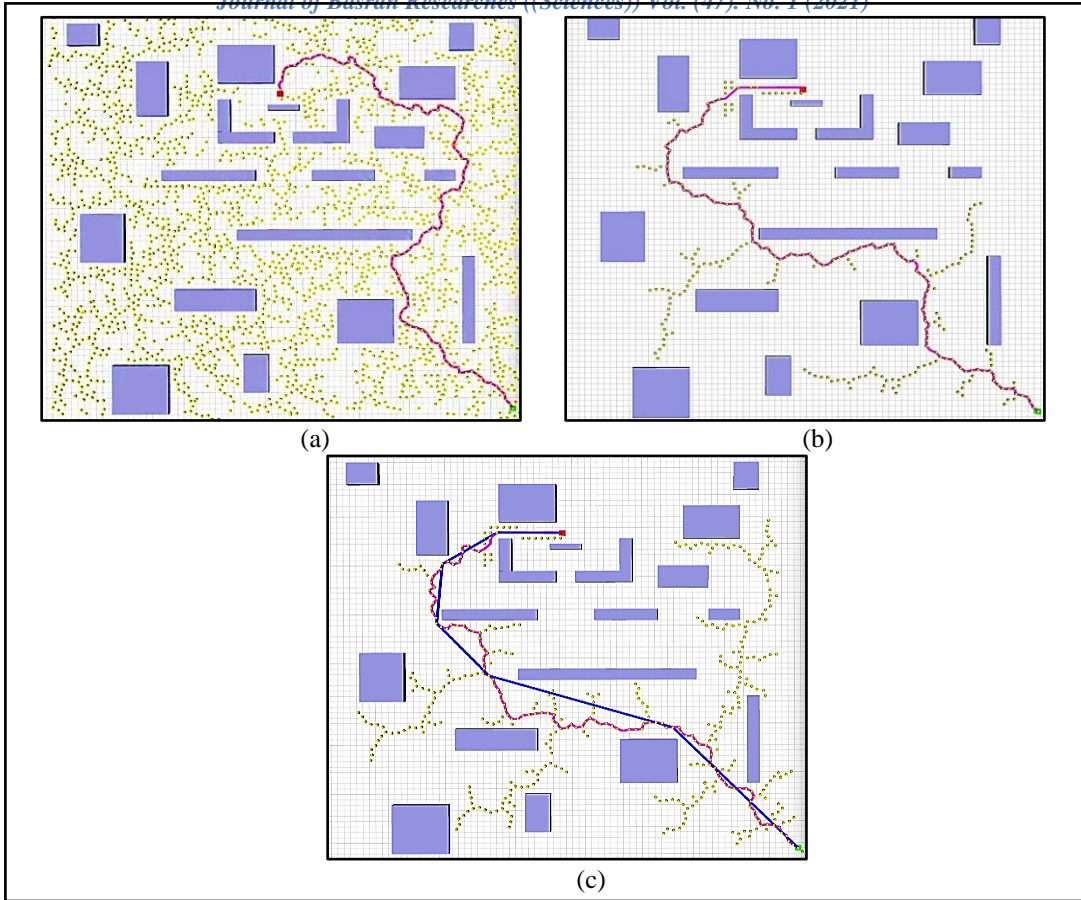 Journal of Basrah Researches ((Sciences)) Vol. (47). No. 1 (2021)
(a)
(b)
(c)